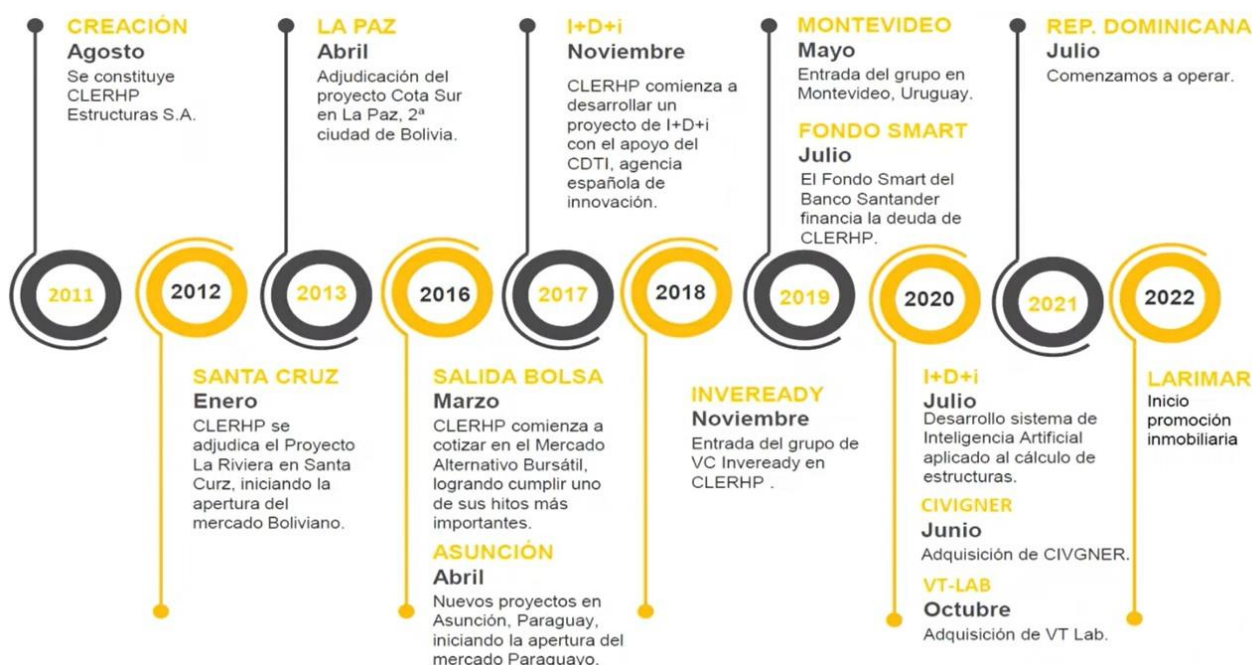 CREACIÓN
Agosto
Se constituye
CLERHP
Estructuras S.A.
LA PAZ
Abril
Adjudicación del
proyecto Cota Sur
en La Paz, 2ª
ciudad de Bolivia.
I+D+i
Noviembre
CLERHP comienza a
desarrollar un
proyecto de I+D+i
con el apoyo del
CDTI, agencia
española de
innovación.
MONTEVIDEO
Mayo
Entrada del grupo en
Montevideo, Uruguay.
FONDO SMART
Julio
El Fondo Smart del
Banco Santander
financia la deuda de
CLERHP.
REP. DOMINICANA
Julio
Comenzamos a operar.
2011
2012
2013
2016
2017
2018
2019
2020
2021
2022
SANTA CRUZ
Enero
CLERHP se
adjudica el Proyecto
La Riviera en Santa
Curz, iniciando la
apertura del
mercado Boliviano.
SALIDA BOLSA
Marzo
CLERHP comienza a
cotizar en el Mercado
Alternativo Bursátil,
logrando cumplir uno
de sus hitos más
importantes.
ASUNCIÓN
Abril
Nuevos proyectos en
Asunción, Paraguay,
iniciando la apertura del
mercado Paraguayo.
INVEREADY
Noviembre
Entrada del grupo de
VC Inveready en
CLERHP .
I+D+i
Julio
Desarrollo sistema de
Inteligencia Artificial
aplicado al cálculo de
estructuras.
CIVIGNER
Junio
Adquisición de CIVGNER.
VT-LAB
Octubre
Adquisición de VT Lab.
LARIMAR
Inicio
promoción
inmobiliaria